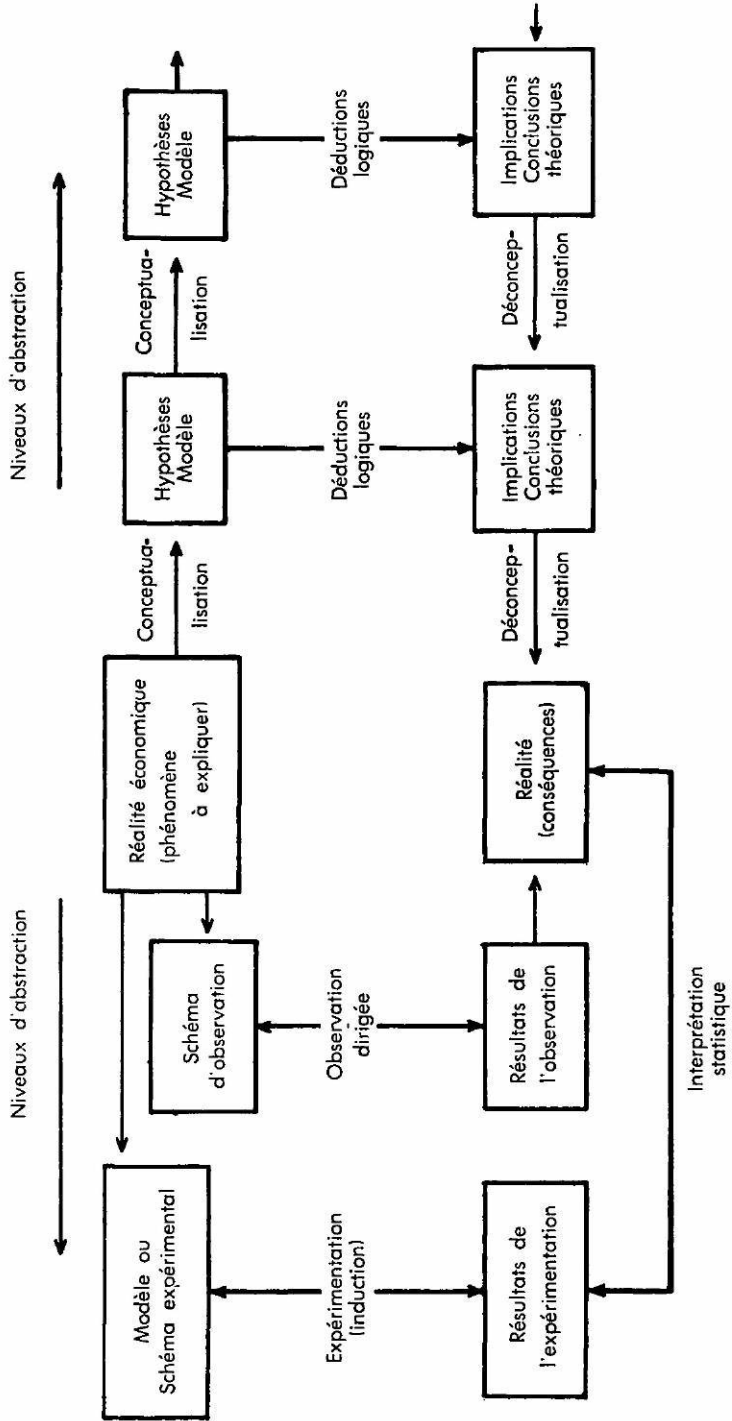 Niveaux d'abstraction
Niveaux d'abstraction
Modèle ou
Schéma expérimental
Schéma
d'observation
Réalité économique
(phénomène
à expliquer)
Conceptua-
lisation
Hypothèses
Modèle
Conceptua-
lisation
Hypothèses
Modèle
Expérimentation
(induction)
Observation
dirigée
Déductions
logiques
Déductions
logiques
Résultats de
l'expérimentation
Résultats de
l'observation
Réalité
(conséquences)
Déconcep-
tualisation
Implications
Conclusions
théoriques
Déconcep-
tualisation
Implications
Conclusions
théoriques
Interprétation
statistique